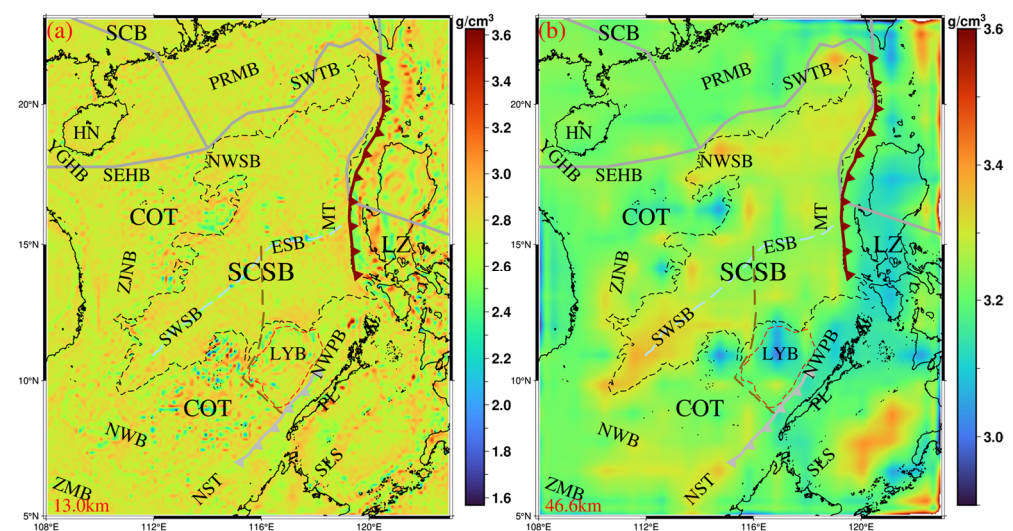 (a)
g/cm³
SCB
PRMB
SWTB
20°N
HN
YGHB
SEHB
NWSB
COT
MT
LZ
15°N
ESB
ZJNB
SCSB
SWSB
LYB
NWPB
10°N
COT
PL
NWB
SLS
NST
ZMB
13.0km
5°N
108°E
112°E
116°E
120°E
3.6
3.4
3.2
3.0
2.8
2.6
2.4
2.2
2.0
1.8
1.6
(b)
g/cm³
SCB
PRMB
SWTB
20°N
HN
YGHB
SEHB
NWSB
COT
MT
LZ
15°N
ESB
ZJNB
SCSB
SWSB
LYB
NWPB
10°N
COT
PL
NWB
SLS
NST
ZMB
46.6km
5°N
108°E
112°E
116°E
120°E
3.6
3.4
3.2
3.0